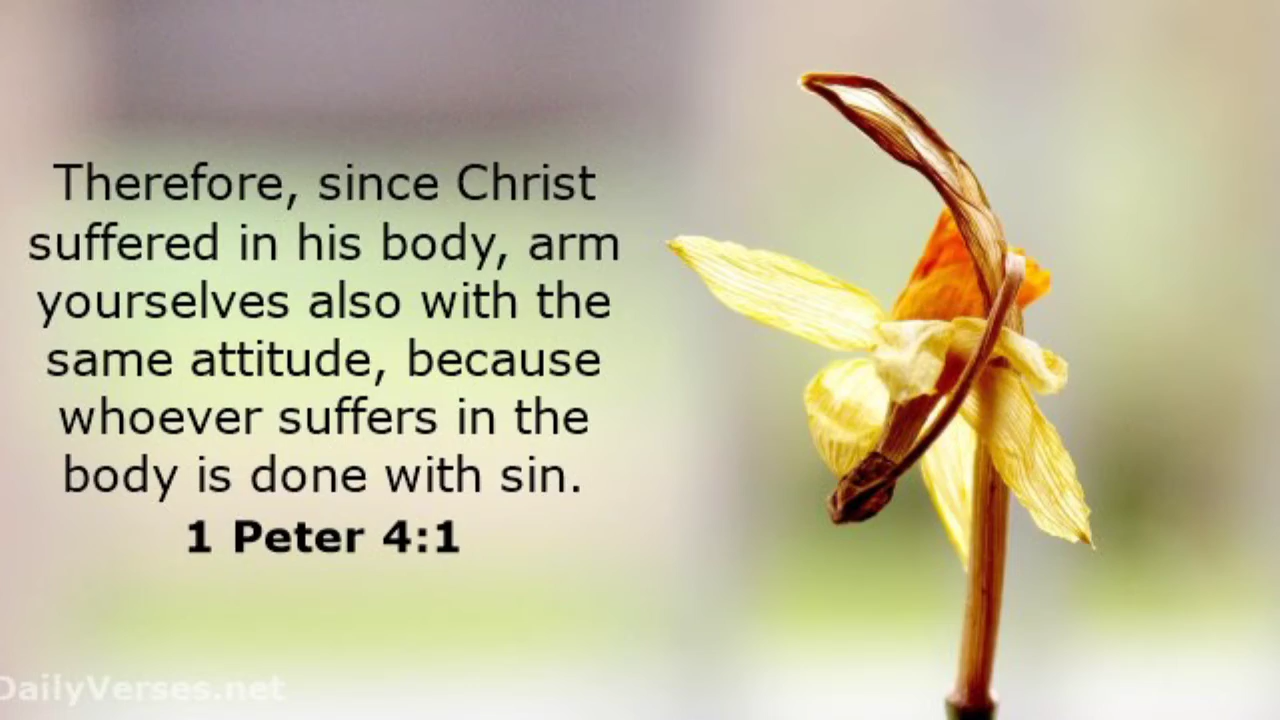 Therefore, since Christ
suffered in his body, arm
yourselves also with the
same attitude, because
whoever suffers in the
body is done with sin.
1 Peter 4:1
DailyVerses.net